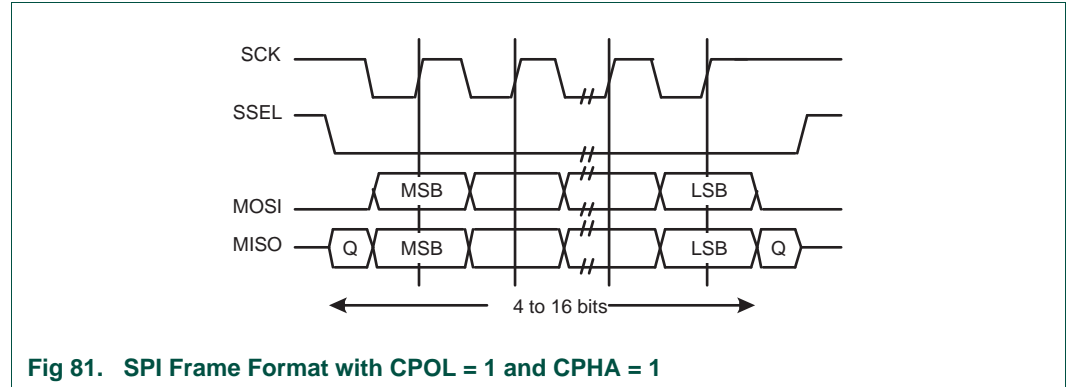 SCK
SSEL
MOSI
MSB
LSB
MISO
Q
MSB
LSB
Q
4 to 16 bits
Fig 81. SPI Frame Format with CPOL = 1 and CPHA = 1